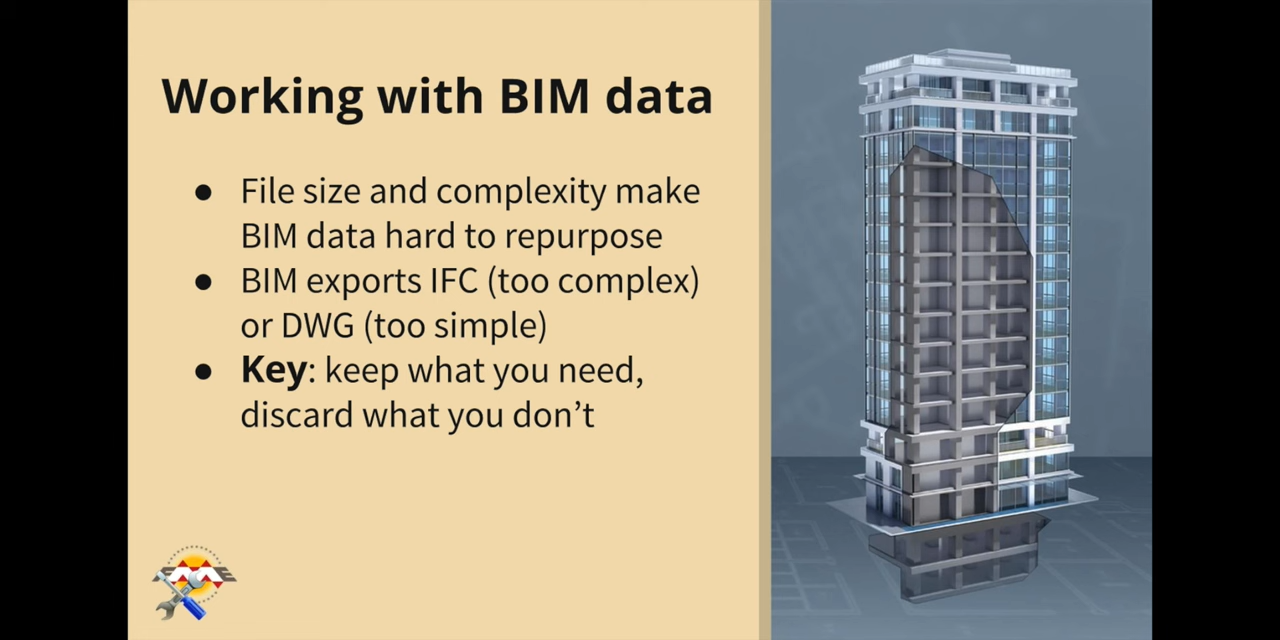 Working with BIM data
● File size and complexity make
BIM data hard to repurpose
● BIM exports IFC (too complex)
or DWG (too simple)
● Key: keep what you need,
discard what you don’t